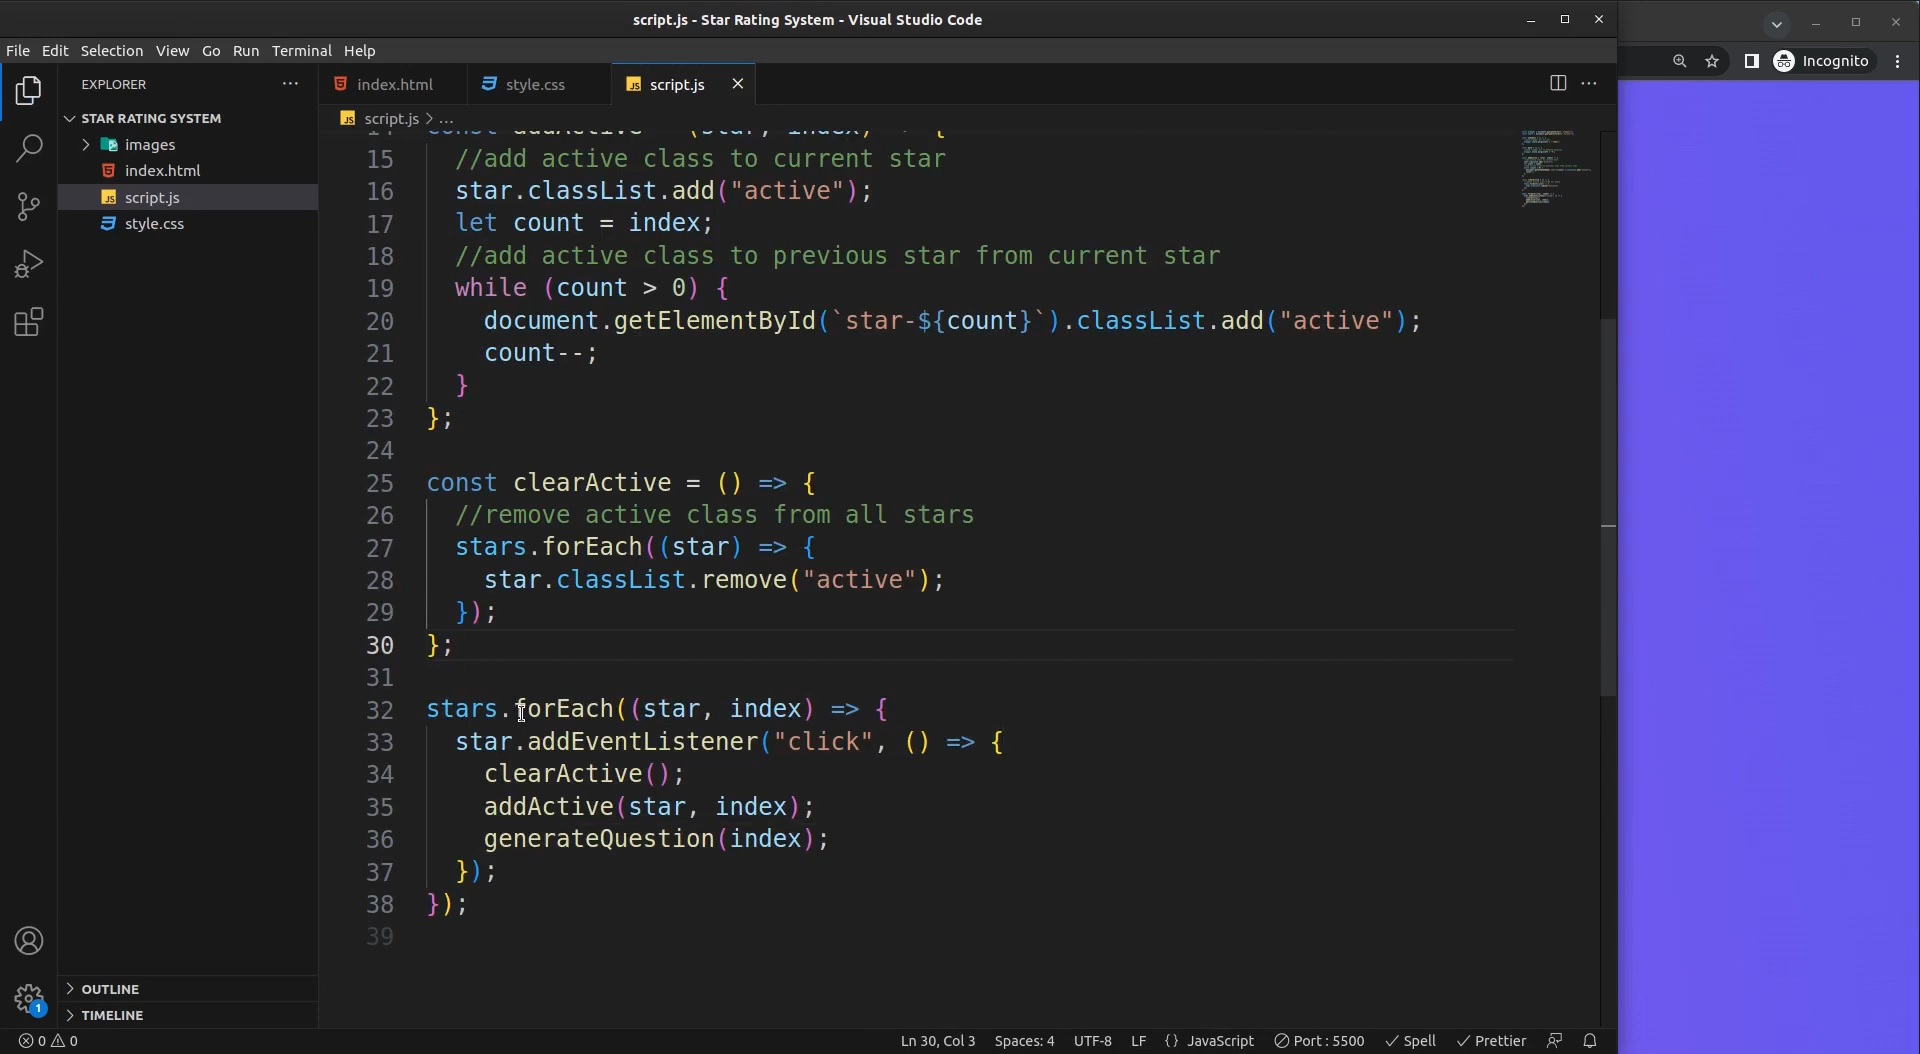 script.js - Star Rating System - Visual Studio Code
File Edit Selection View Go Run Terminal Help
Incognito
EXPLORER
index.html
style.css
script.js
STAR RATING SYSTEM
images
index.html
script.js
style.css
script.js > ...
14 const addActive = (star, index) => {
15 //add active class to current star
16 star.classList.add("active");
17 let count = index;
18 //add active class to previous star from current star
19 while (count > 0) {
20 document.getElementById(`star-${count}`).classList.add("active");
21 count--;
22 }
23 };
24
25 const clearActive = () => {
26 //remove active class from all stars
27 stars.forEach((star) => {
28 star.classList.remove("active");
29 });
30 };
31
32 stars.forEach((star, index) => {
33 star.addEventListener("click", () => {
34 clearActive();
35 addActive(star, index);
36 generateQuestion(index);
37 });
38 });
39
1
OUTLINE
TIMELINE
0 0
Ln 30, Col 3 Spaces: 4 UTF-8 LF {} JavaScript Port : 5500 Spell Prettier